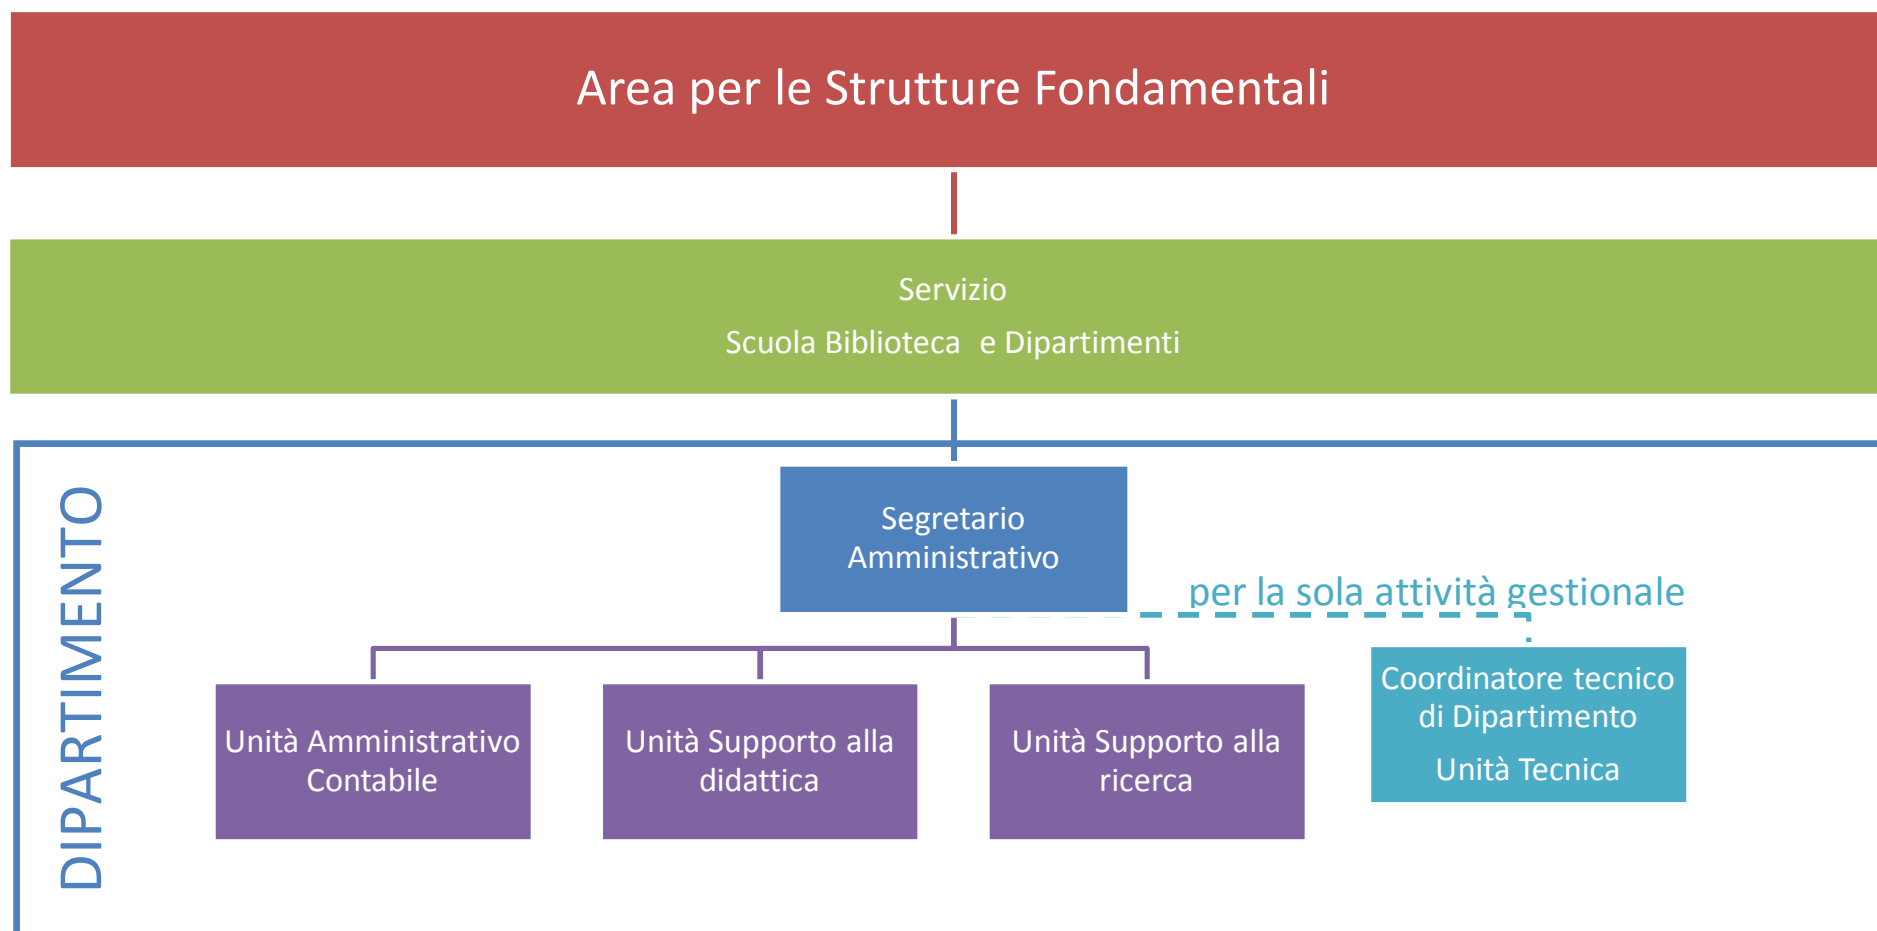 Area per le Strutture Fondamentali
Servizio
Scuola Biblioteca e Dipartimenti
DIPARTIMENTO
Segretario
Amministrativo
per la sola attività gestionale
Unità Amministrativo
Contabile
Unità Supporto alla
didattica
Unità Supporto alla
ricerca
Coordinatore tecnico
di Dipartimento
Unità Tecnica